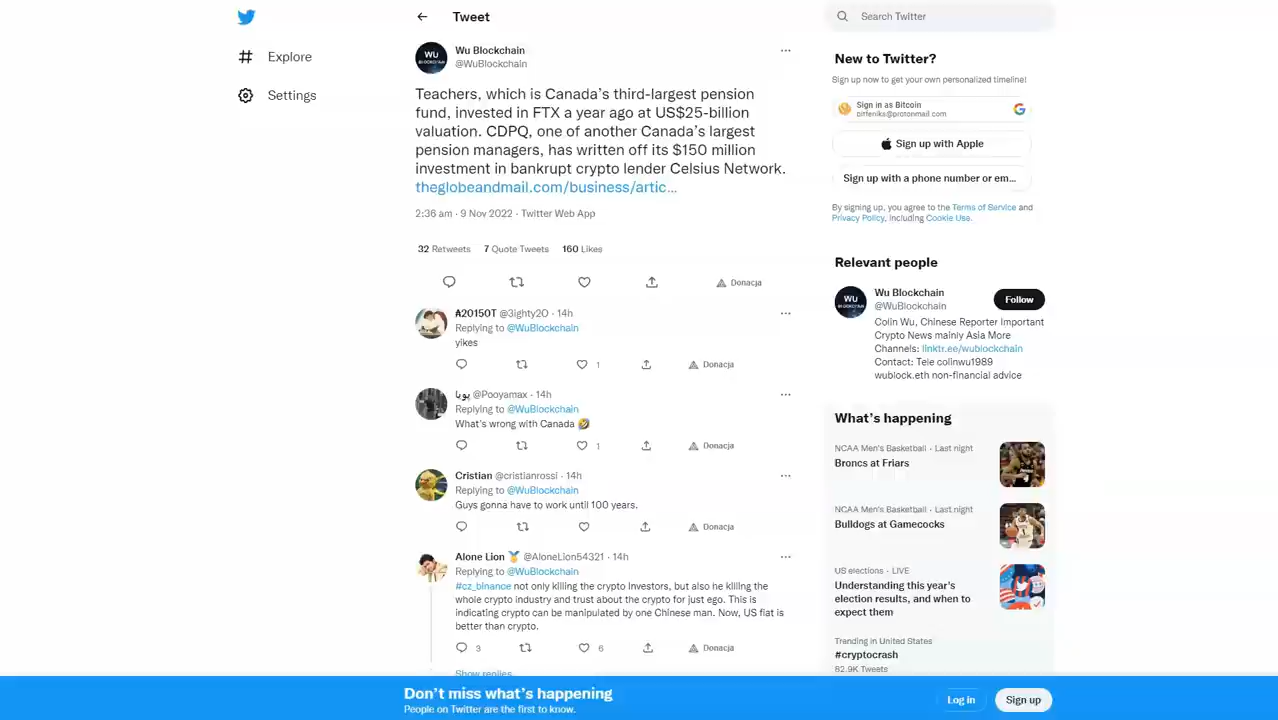 Tweet
Search Twitter
Explore
Settings
WU
BLOCKCHAIN
Wu Blockchain
@WuBlockchain
Teachers, which is Canada's third-largest pension
fund, invested in FTX a year ago at US$25-billion
valuation. CDPQ, one of another Canada's largest
pension managers, has written off its $150 million
investment in bankrupt crypto lender Celsius Network.
theglobeandmail.com/business/artic...
2:36 am · 9 Nov 2022 · Twitter Web App
32 Retweets 7 Quote Tweets 160 Likes
Donacja
₳20150T @3ighty2O · 14h
Replying to @WuBlockchain
yikes
1 Donacja
پویا @Pooyamax · 14h
Replying to @WuBlockchain
What's wrong with Canada 🤣
1 Donacja
Cristian @cristianrossi · 14h
Replying to @WuBlockchain
Guys gonna have to work until 100 years.
Donacja
Alone Lion 🏅 @AloneLion54321 · 14h
Replying to @WuBlockchain
#cz_binance not only killing the crypto investors, but also he killing the
whole crypto industry and trust about the crypto for just ego. This is
indicating crypto can be manipulated by one Chinese man. Now, US fiat is
better than crypto.
3 6 Donacja
Show replies
New to Twitter?
Sign up now to get your own personalized timeline!
Sign in as Bitcoin
bitfeniks@protonmail.com
Sign up with Apple
Sign up with a phone number or em...
By signing up, you agree to the Terms of Service and
Privacy Policy, including Cookie Use.
Relevant people
WU
Wu Blockchain
@WuBlockchain
Follow
Colin Wu, Chinese Reporter Important
Crypto News mainly Asia More
Channels: linktr.ee/wublockchain
Contact: Tele colinwu1989
wublock.eth non-financial advice
What's happening
NCAA Men's Basketball · Last night
Broncs at Friars
NCAA Men's Basketball · Last night
Bulldogs at Gamecocks
US elections · LIVE
Understanding this year's
election results, and when to
expect them
Trending in United States
#cryptocrash
82.9K Tweets
Don't miss what's happening
People on Twitter are the first to know.
Log in
Sign up